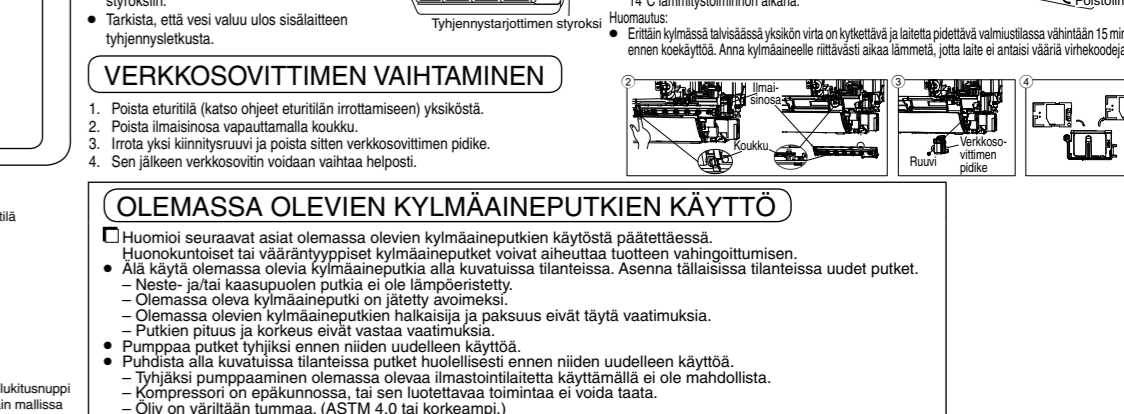 styroksiin.
● Tarkista, että vesi valuu ulos sisälaitteen
tyhjennysletkusta.
Tyhjennystarjottimen styroksi
14°C lämmitystoiminnon aikana.
Poistolin
Huomautus:
● Erittäin kylmässä talvisäässä yksikön virta on kytkettävä ja laitetta pidettävä valmiustilassa vähintään 15 min
ennen koekäyttöä. Anna kylmäaineelle riittävästi aikaa lämmetä, jotta laite ei antaisi vääriä virhekoodeja
VERKKOSOVITTIMEN VAIHTAMINEN
1. Poista eturitilä (katso ohjeet eturitilän irrottamiseen) yksiköstä.
2. Poista ilmaisinosa vapauttamalla koukku.
3. Irrota yksi kiinnitysruuvi ja poista sitten verkkosovittimen pidike.
4. Sen jälkeen verkkosovitin voidaan vaihtaa helposti.
②
Ilmai-
sinosa
Koukku
③
Ruuvi
Verkkoso-
vittimen
pidike
④
tilä
lukitusnuppi
in mallissa
OLEMASSA OLEVIEN KYLMÄAINEPUTKIEN KÄYTTÖ
☐ Huomioi seuraavat asiat olemassa olevien kylmäaineputkien käytöstä päätettäessä.
Huonokuntoiset tai vääräntyyppiset kylmäaineputket voivat aiheuttaa tuotteen vahingoittumisen.
● Älä käytä olemassa olevia kylmäaineputkia alla kuvatuissa tilanteissa. Asenna tällaisissa tilanteissa uudet putket.
– Neste- ja/tai kaasupuolen putkia ei ole lämpöeristetty.
– Olemassa oleva kylmäaineputki on jätetty avoimeksi.
– Olemassa olevien kylmäaineputkien halkaisija ja paksuus eivät täytä vaatimuksia.
– Putkien pituus ja korkeus eivät vastaa vaatimuksia.
● Pumppaa putket tyhjiksi ennen niiden uudelleen käyttöä.
● Puhdista alla kuvatuissa tilanteissa putket huolellisesti ennen niiden uudelleen käyttöä.
– Tyhjäksi pumppaaminen olemassa olevaa ilmastointilaitetta käyttämällä ei ole mahdollista.
– Kompressori on epäkunnossa, tai sen luotettavaa toimintaa ei voida taata.
– Öljy on väriltään tummaa. (ASTM 4.0 tai korkeampi.)